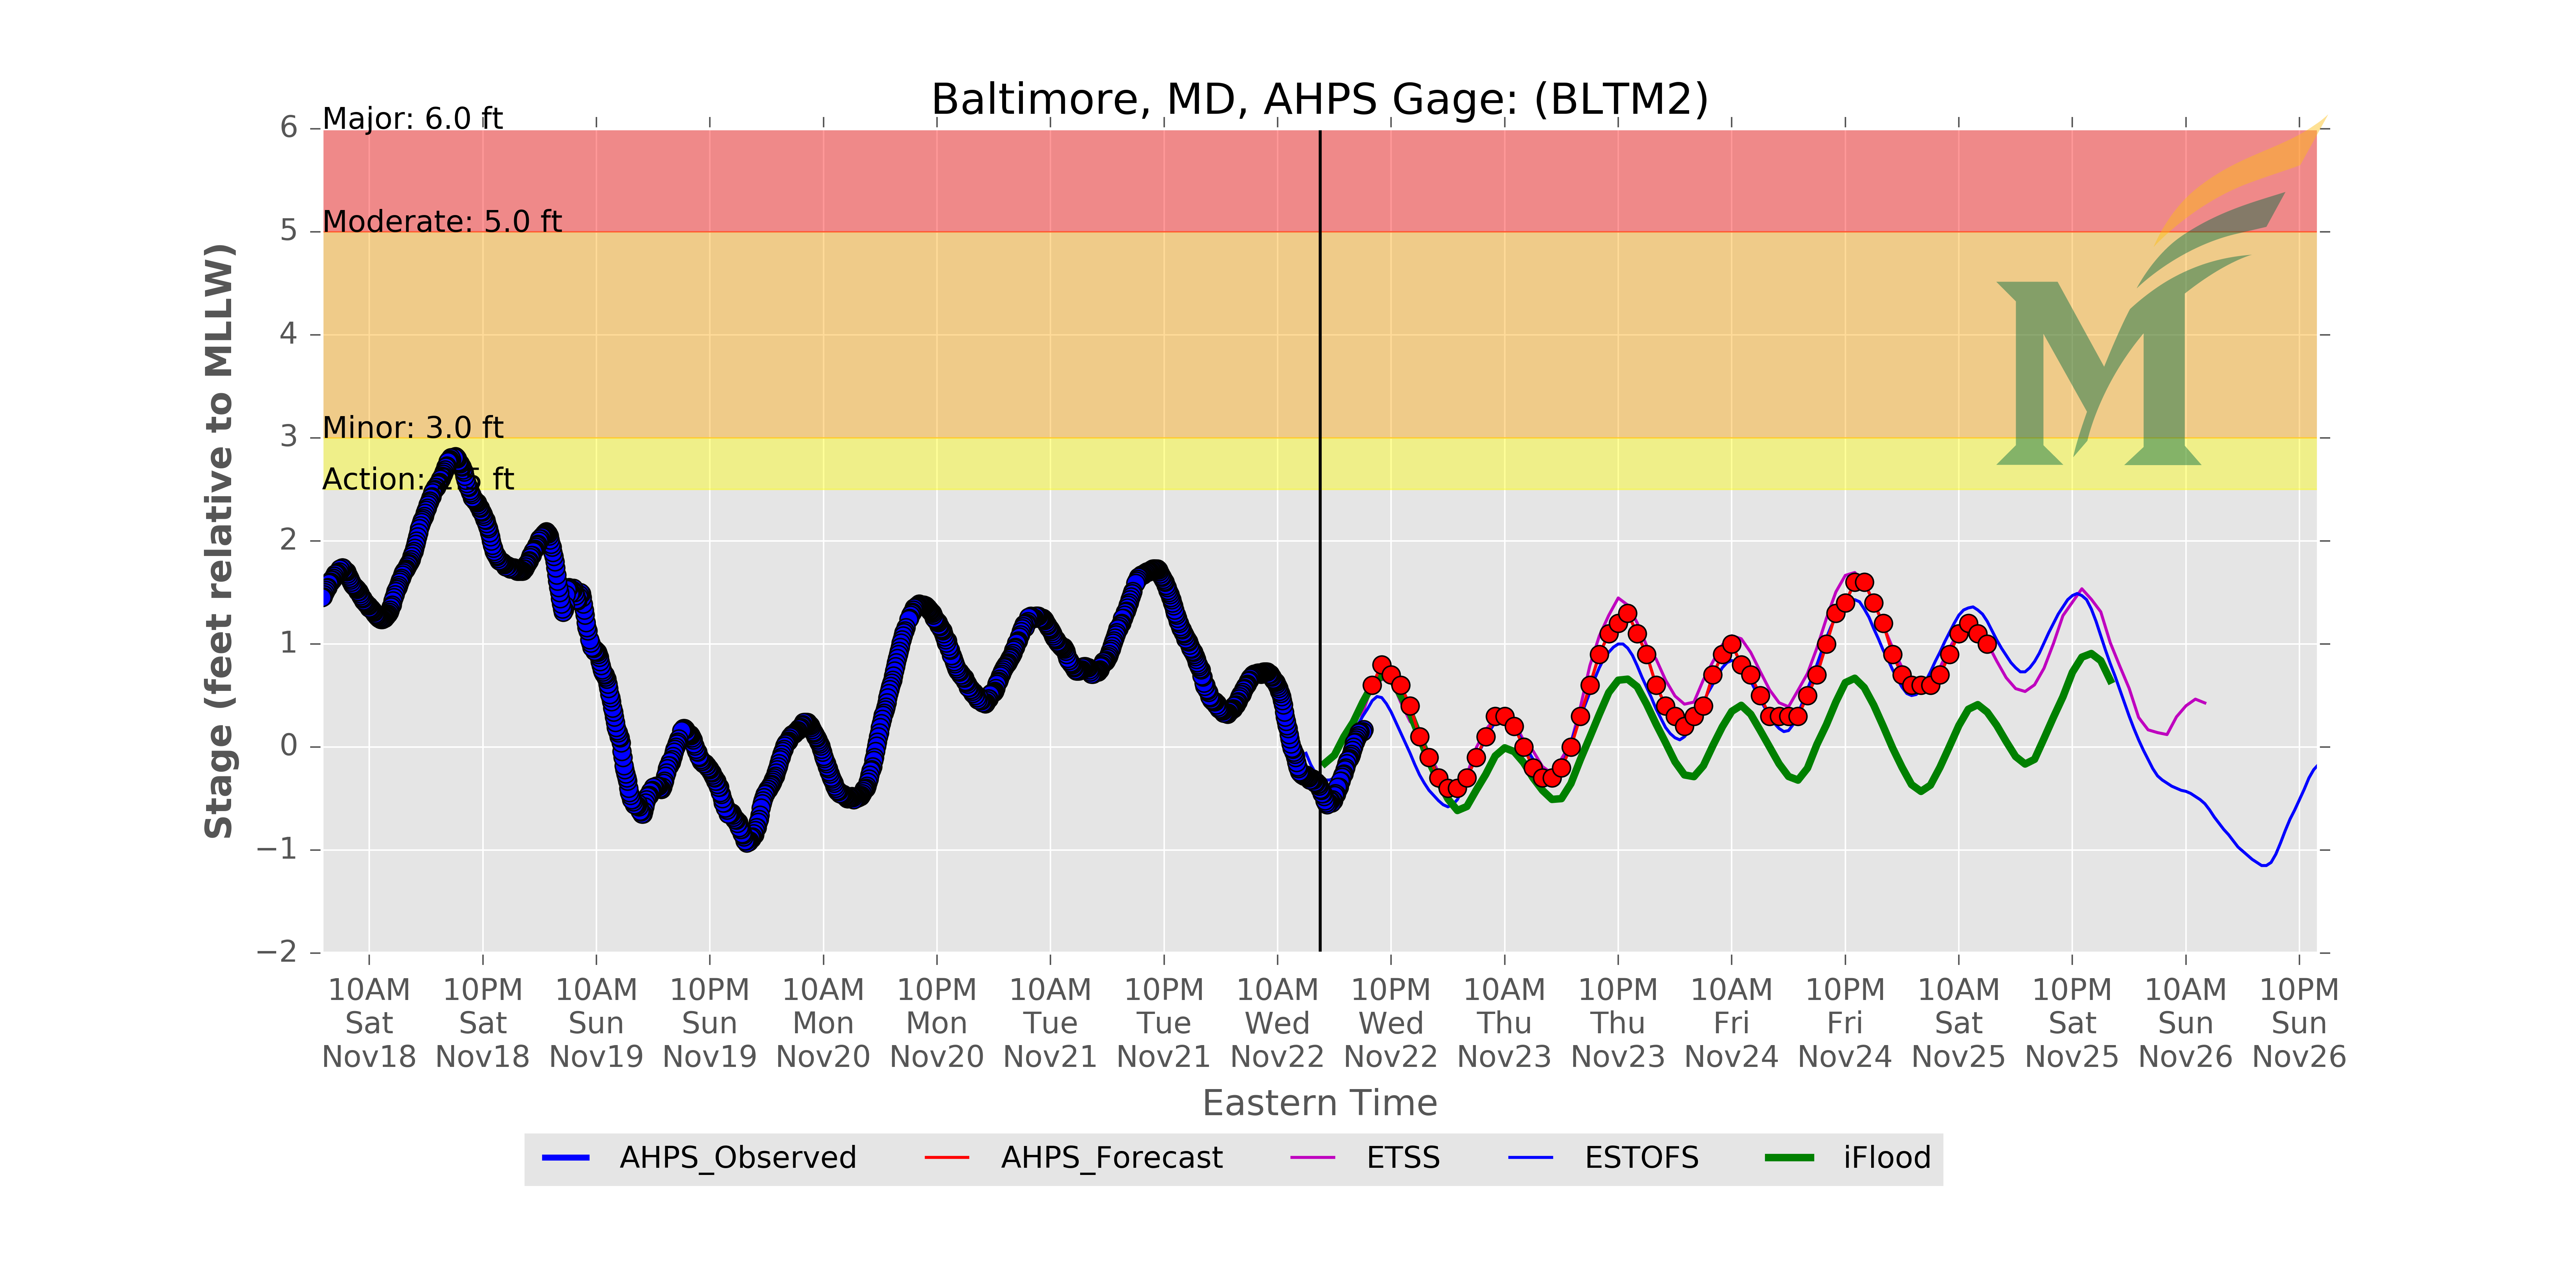 Baltimore, MD, AHPS Gage: (BLTM2)
Major: 6.0 ft
Moderate: 5.0 ft
Minor: 3.0 ft
Action: ft
Stage (feet relative to MLLW)
6
5
4
3
2
1
0
−1
−2
10AM 10PM 10AM 10PM 10AM 10PM 10AM 10PM 10AM 10PM 10AM 10PM 10AM 10PM 10AM 10PM 10AM 10PM
Sat Sat Sun Sun Mon Mon Tue Tue Wed Wed Thu Thu Fri Fri Sat Sat Sun Sun
Nov18 Nov18 Nov19 Nov19 Nov20 Nov20 Nov21 Nov21 Nov22 Nov22 Nov23 Nov23 Nov24 Nov24 Nov25 Nov25 Nov26 Nov26
Eastern Time
AHPS_Observed AHPS_Forecast ETSS ESTOFS iFlood
M